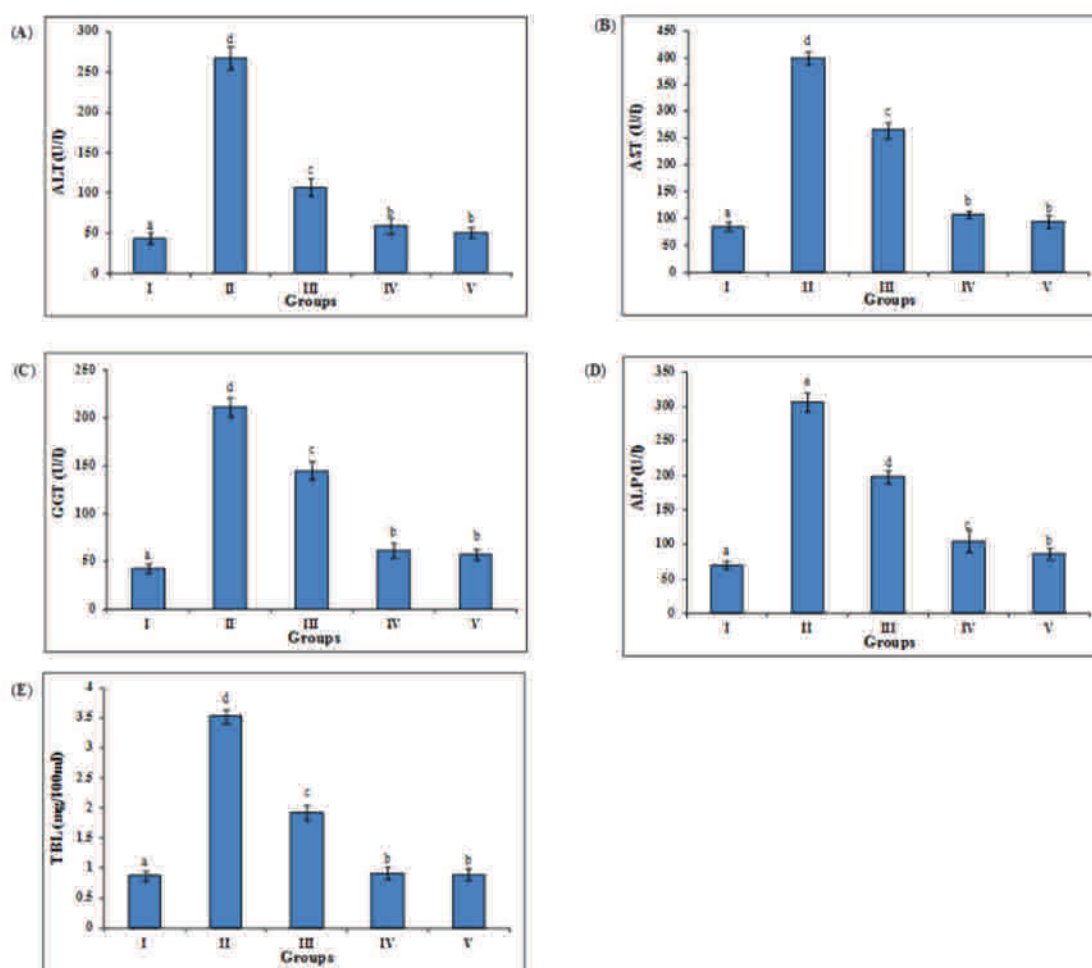 (A)
ALT (U/l)
300
250
200
150
100
50
0
a
d
c
b
b
I II III IV V
Groups
(B)
AST (U/l)
450
400
350
300
250
200
150
100
50
0
a
d
c
b
b
I II III IV V
Groups
(C)
GGT (U/l)
250
200
150
100
50
0
a
d
c
b
b
I II III IV V
Groups
(D)
ALP (U/l)
350
300
250
200
150
100
50
0
a
e
d
c
b
I II III IV V
Groups
(E)
TBL (mg/100ml)
4
3.5
3
2.5
2
1.5
1
0.5
0
a
d
c
b
b
I II III IV V
Groups